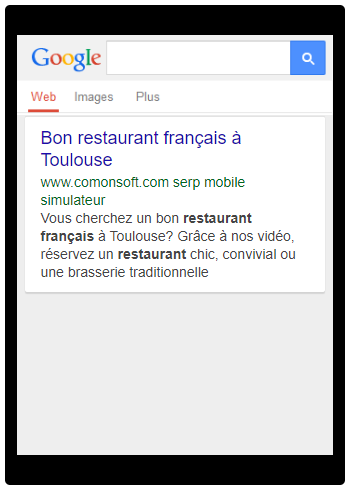 Google
Web Images Plus
Bon restaurant français à
Toulouse
www.comonsoft.com serp mobile
simulateur
Vous cherchez un bon restaurant
français à Toulouse? Grâce à nos vidéo,
réservez un restaurant chic, convivial ou
une brasserie traditionnelle